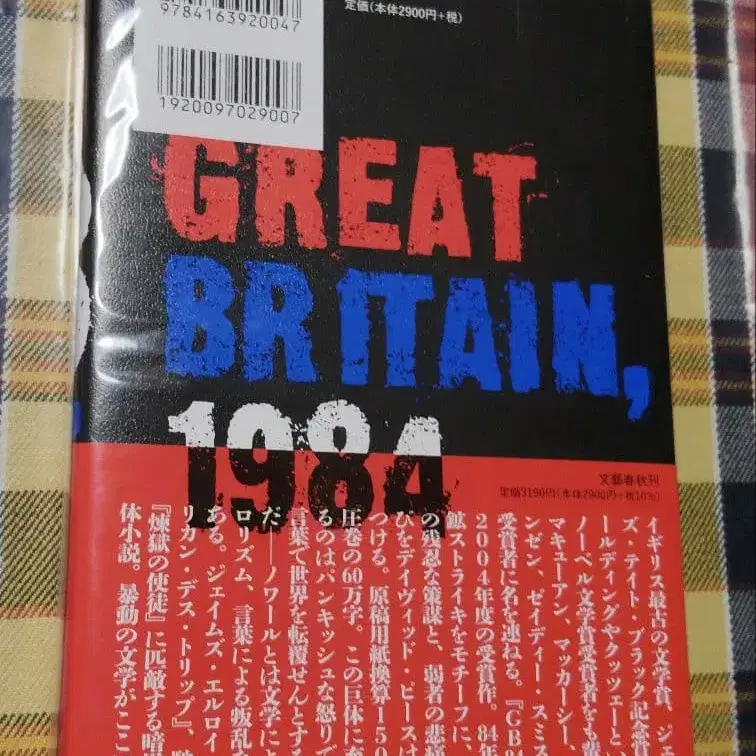 9784163920047
定価(本体2900円+税)
1920097029007
GREAT
BRITAIN,
1984
文藝春秋刊
定価3190円(本体2900円+税10%)
イギリス最古の文学賞、ジ
ズ・テイト・ブラック記念賞
ールディングやクッツェーとい
ノーベル文学賞受賞者をも
マキューアン、マッカーシー、
ンゼン、ゼイディー・スミ
受賞者に名を連ねる。『GB
2004年度の受賞作。84年
鉱ストライキをモチーフに、
の残忍な策謀と、弱者の悲
びをデイヴィッド・ピースは
つける。原稿用紙換算150
圧巻の60万字。この巨体に充
るのはパンキッシュな怒りで
言葉で世界を転覆せんとする
だ――ノワールとは文学によ
ロリズム、言葉による叛乱
ある。ジェイムズ・エルロイ
リカン・デス・トリップ』、
『煉獄の使徒』に匹敵する暗
体小説。暴動の文学がここ